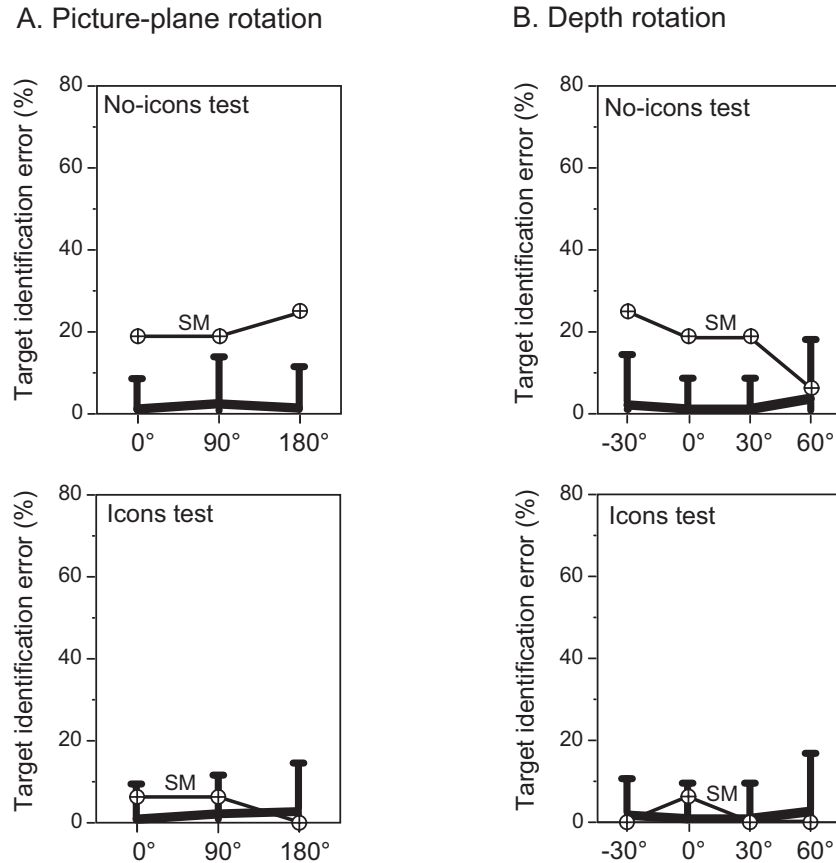 A. Picture-plane rotation
Target identification error (%)
80
60
40
20
0
No-icons test
SM
0° 90° 180°
Target identification error (%)
80
60
40
20
0
Icons test
SM
0° 90° 180°
B. Depth rotation
Target identification error (%)
80
60
40
20
0
No-icons test
SM
-30° 0° 30° 60°
Target identification error (%)
80
60
40
20
0
Icons test
SM
-30° 0° 30° 60°